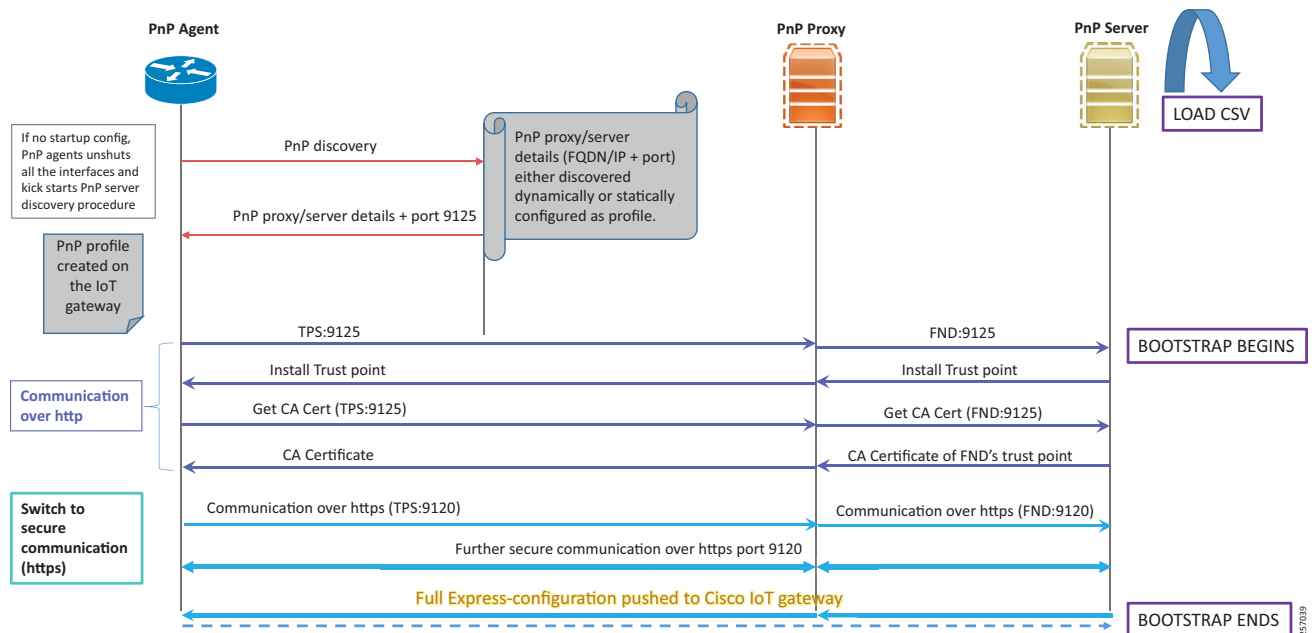 PnP Agent
PnP Proxy
PnP Server
LOAD CSV
If no startup config,
PnP agents unshuts
all the interfaces and
kick starts PnP server
discovery procedure
PnP discovery
PnP proxy/server
details (FQDN/IP + port)
either discovered
dynamically or statically
configured as profile.
PnP proxy/server details + port 9125
PnP profile
created on
the IoT
gateway
TPS:9125
FND:9125
BOOTSTRAP BEGINS
Install Trust point
Install Trust point
Communication
over http
Get CA Cert (TPS:9125)
Get CA Cert (FND:9125)
CA Certificate
CA Certificate of FND's trust point
Switch to
secure
communication
(https)
Communication over https (TPS:9120)
Communication over https (FND:9120)
Further secure communication over https port 9120
Full Express-configuration pushed to Cisco IoT gateway
BOOTSTRAP ENDS
257039